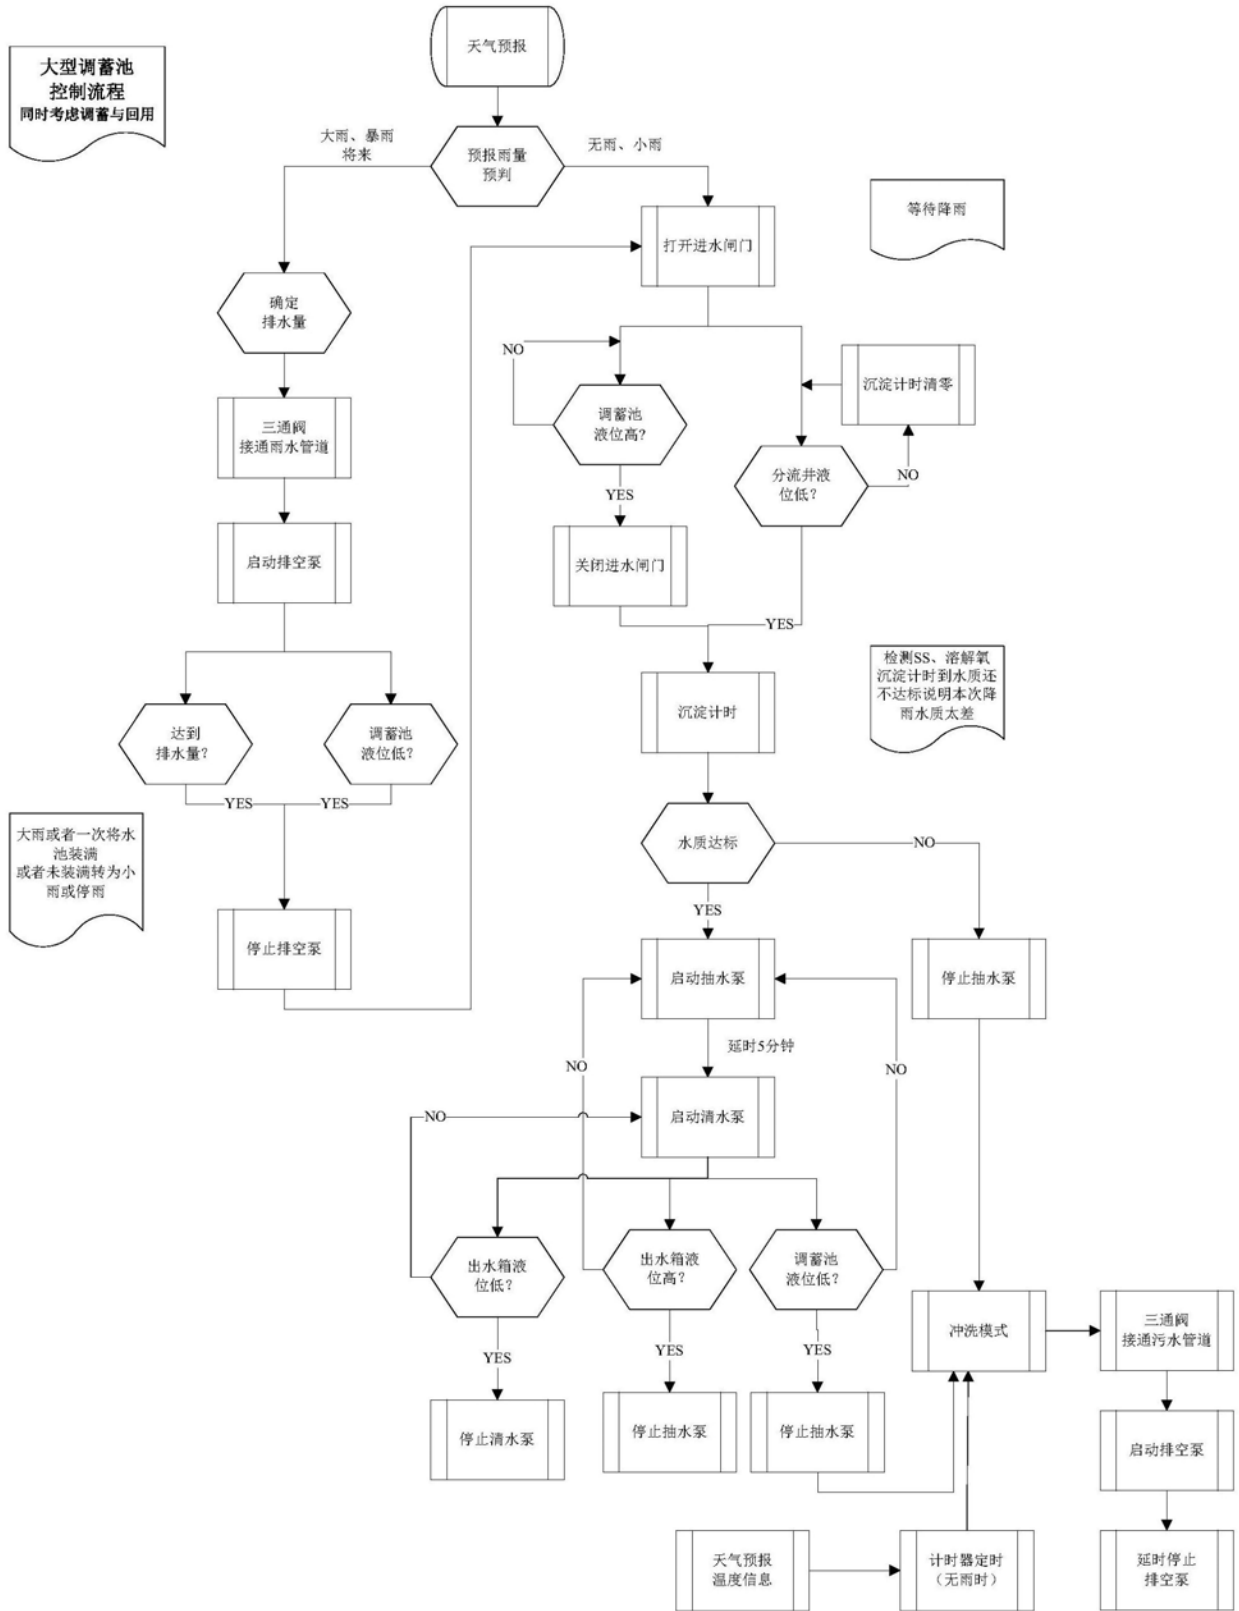 天气预报
大型调蓄池
控制流程
同时考虑调蓄与回用
大雨、暴雨
将来
预报雨量
预判
无雨、小雨
等待降雨
打开进水闸门
确定
排水量
NO
沉淀计时清零
三通阀
接通雨水管道
调蓄池
液位高？
分流井液
位低？
NO
YES
启动排空泵
关闭进水闸门
YES
检测SS、溶解氧
沉淀计时到水质还
不达标说明本次降
雨水质太差
沉淀计时
达到
排水量？
调蓄池
液位低？
YES
YES
大雨或者一次将水
池装满
或者未装满转为小
雨或停雨
水质达标
NO
YES
停止排空泵
启动抽水泵
停止抽水泵
延时5分钟
NO
NO
NO
启动清水泵
出水箱液
位低？
出水箱液
位高？
调蓄池
液位低？
冲洗模式
三通阀
接通污水管道
YES
YES
YES
停止清水泵
停止抽水泵
停止抽水泵
启动排空泵
天气预报
温度信息
计时器定时
（无雨时）
延时停止
排空泵